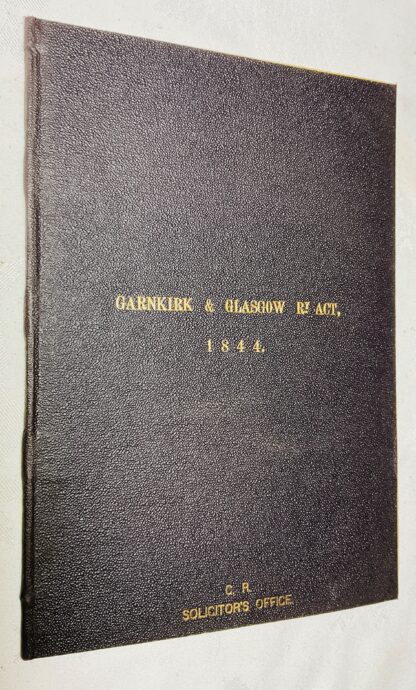 GARNKIRK & GLASGOW RY ACT,
1844.
C. R.
SOLICITOR'S OFFICE.